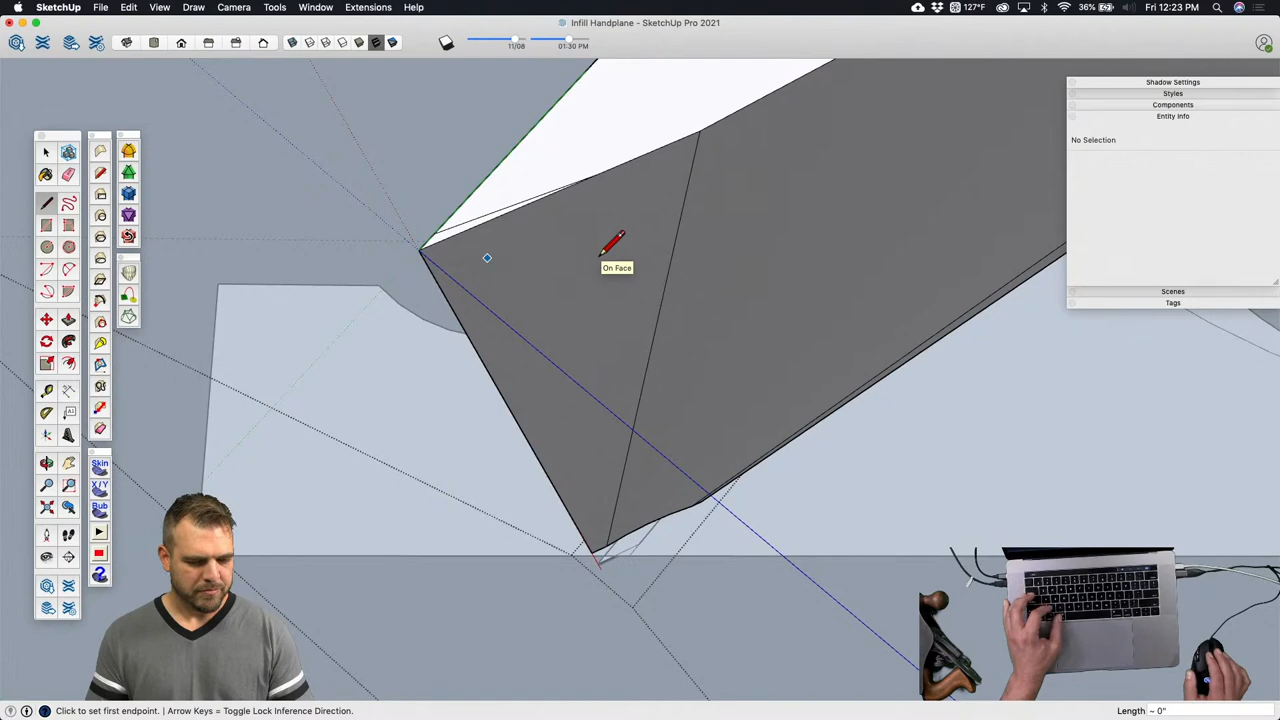 SketchUp File Edit View Draw Camera Tools Window Extensions Help
127°F 36% Fri 12:23 PM
Infill Handplane - SketchUp Pro 2021
11/08 01:30 PM
Shadow Settings
Styles
Components
Entity Info
No Selection
Scenes
Tags
On Face
Skin
X/Y
Bub
Click to set first endpoint. | Arrow Keys = Toggle Lock Inference Direction.
Length ~ 0"